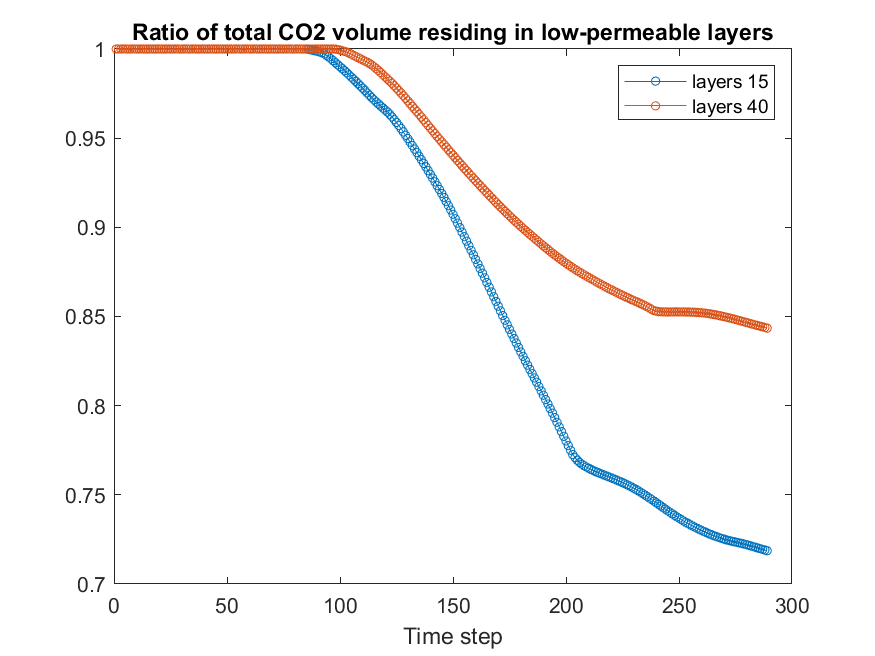 Ratio of total CO2 volume residing in low-permeable layers
layers 15
layers 40
1
0.95
0.9
0.85
0.8
0.75
0.7
0 50 100 150 200 250 300
Time step